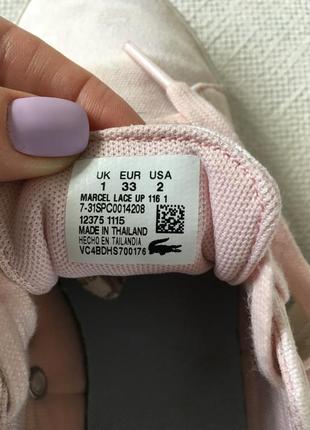 UK EUR USA
1 33 2
MARCEL LACE UP 116 1
7-31SPC0014208
12375 1115
MADE IN THAILAND
HECHO EN TAILANDIA
VC4BDHS700176